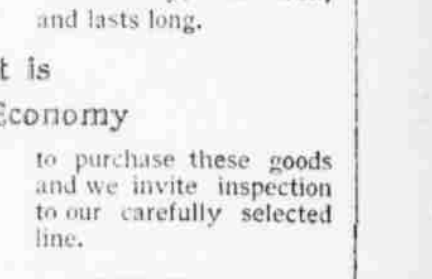 and lasts long.
t is
Economy
to purchase these goods
and we invite inspection
to our carefully selected
line.